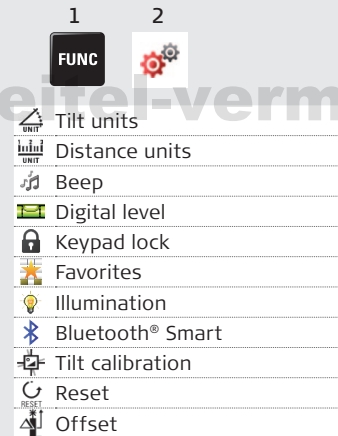 1 2
FUNC
eitel-verm
UNIT Tilt units
UNIT Distance units
Beep
Digital level
Keypad lock
Favorites
Illumination
Bluetooth® Smart
Tilt calibration
RESET Reset
Offset